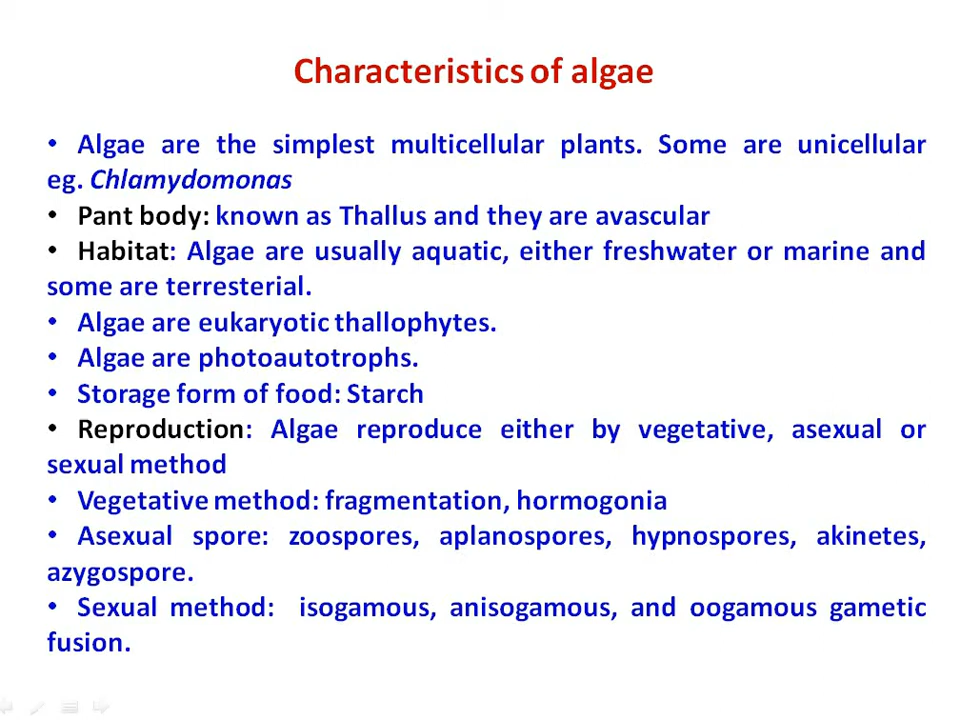 Characteristics of algae
• Algae are the simplest multicellular plants. Some are unicellular
eg. Chlamydomonas
• Pant body: known as Thallus and they are avascular
• Habitat: Algae are usually aquatic, either freshwater or marine and
some are terresterial.
• Algae are eukaryotic thallophytes.
• Algae are photoautotrophs.
• Storage form of food: Starch
• Reproduction: Algae reproduce either by vegetative, asexual or
sexual method
• Vegetative method: fragmentation, hormogonia
• Asexual spore: zoospores, aplanospores, hypnospores, akinetes,
azygospore.
• Sexual method: isogamous, anisogamous, and oogamous gametic
fusion.